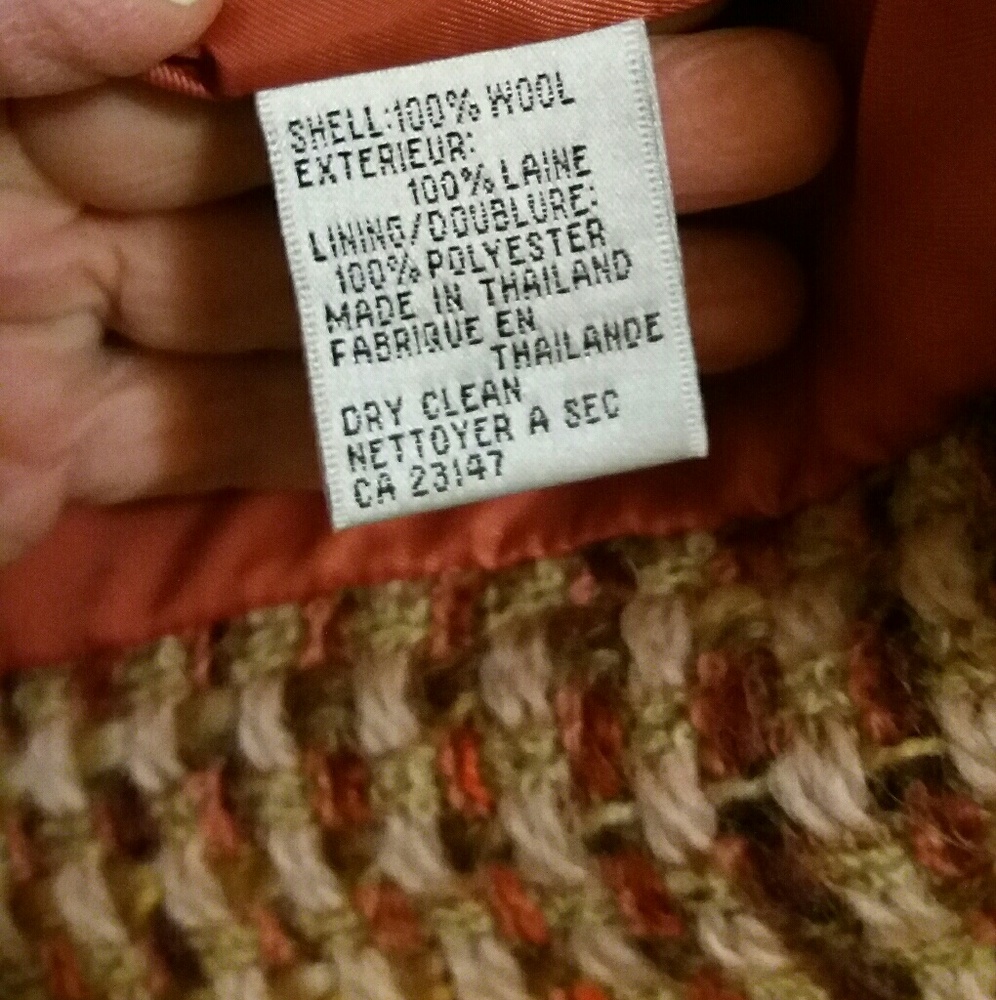 SHELL:100% WOOL
EXTERIEUR:
100% LAINE
LINING/DOUBLURE:
100% POLYESTER
MADE IN THAILAND
FABRIQUE EN
THAILANDE
DRY CLEAN
NETTOYER A SEC
CA 23147